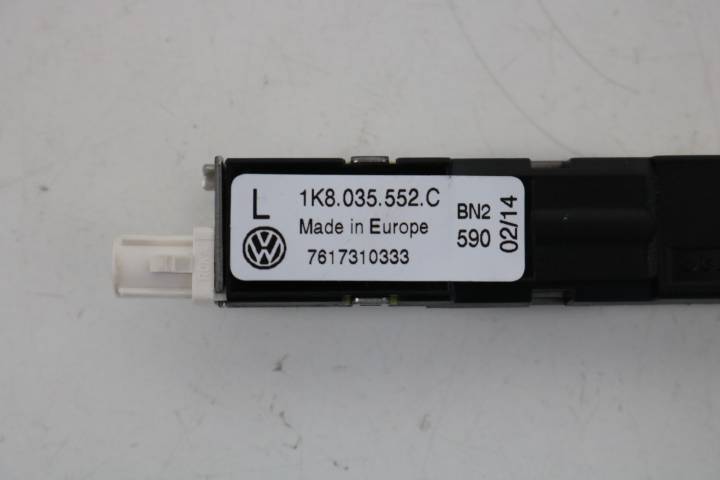 L
1K8.035.552.C
Made in Europe
7617310333
BN2
590
02/14